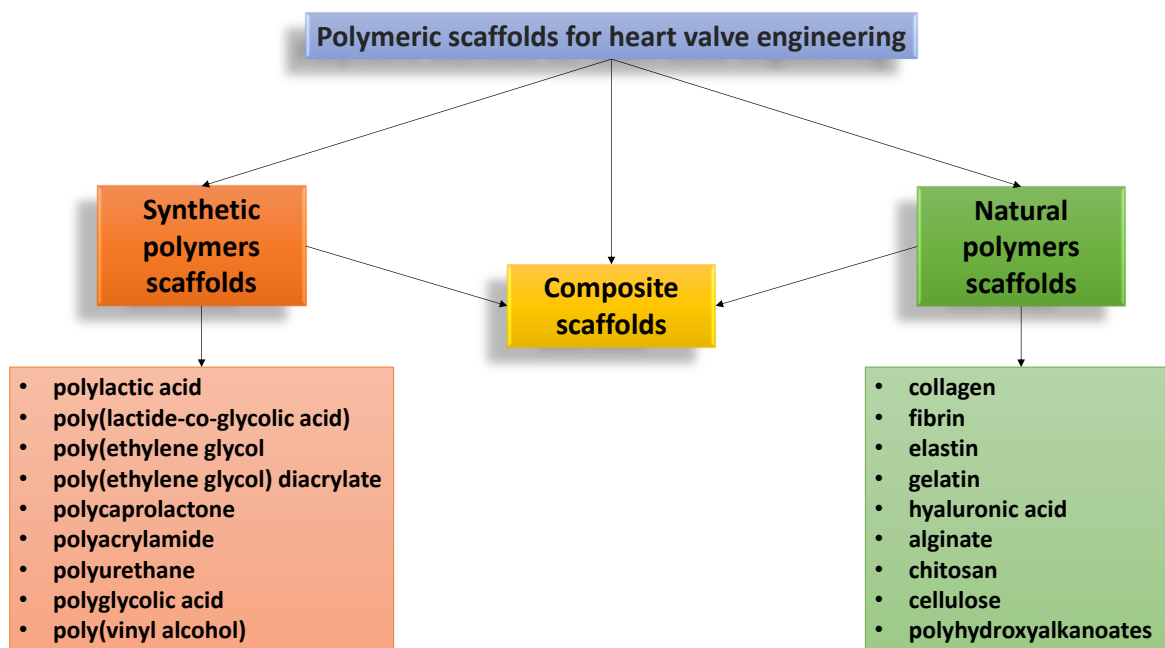 Polymeric scaffolds for heart valve engineering
Synthetic
polymers
scaffolds
Composite
scaffolds
Natural
polymers
scaffolds
• polylactic acid
• poly(lactide-co-glycolic acid)
• poly(ethylene glycol
• poly(ethylene glycol) diacrylate
• polycaprolactone
• polyacrylamide
• polyurethane
• polyglycolic acid
• poly(vinyl alcohol)
• collagen
• fibrin
• elastin
• gelatin
• hyaluronic acid
• alginate
• chitosan
• cellulose
• polyhydroxyalkanoates